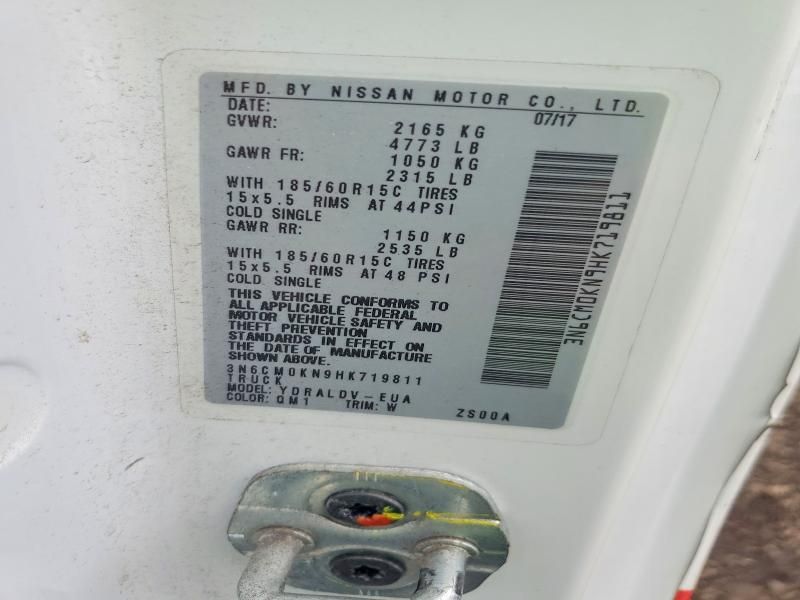 MFD. BY NISSAN MOTOR CO., LTD.
DATE: 07/17
GVWR: 2165 KG
4773 LB
GAWR FR: 1050 KG
2315 LB
WITH 185/60R15C TIRES
15x5.5 RIMS AT 44PSI
COLD SINGLE
GAWR RR: 1150 KG
2535 LB
WITH 185/60R15C TIRES
15x5.5 RIMS AT 48 PSI
COLD SINGLE
THIS VEHICLE CONFORMS TO
ALL APPLICABLE FEDERAL
MOTOR VEHICLE SAFETY AND
THEFT PREVENTION
STANDARDS IN EFFECT ON
THE DATE OF MANUFACTURE
SHOWN ABOVE.
3N6CM0KN9HK719811
TRUCK
MODEL: YDRALDV-EUA
COLOR: QM1 TRIM: W ZS00A
3N6CM0KN9HK719811